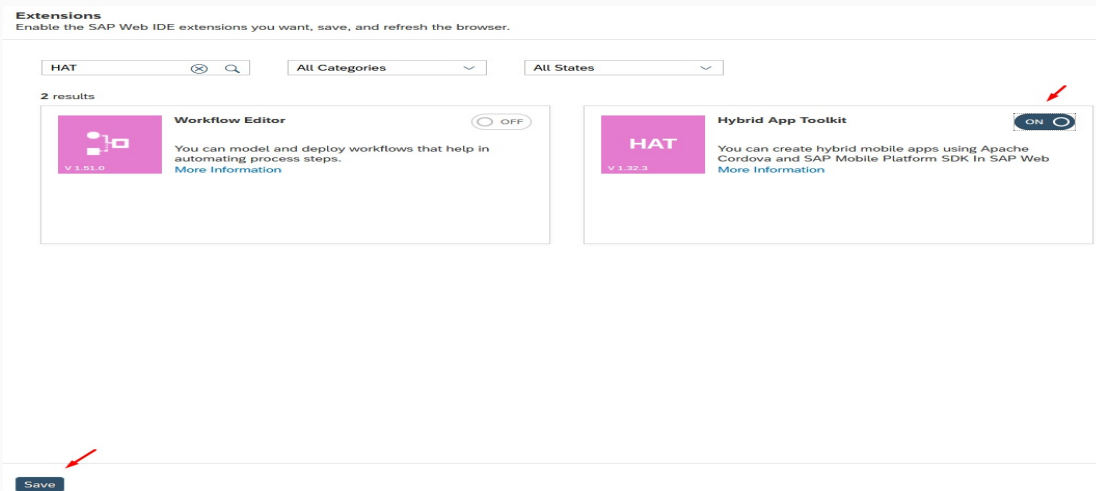 Extensions
Enable the SAP Web IDE extensions you want, save, and refresh the browser.
HAT
All Categories
All States
2 results
V 1.51.0
Workflow Editor
OFF
You can model and deploy workflows that help in
automating process steps.
More Information
HAT
V 1.32.3
Hybrid App Toolkit
ON
You can create hybrid mobile apps using Apache
Cordova and SAP Mobile Platform SDK In SAP Web
More Information
Save